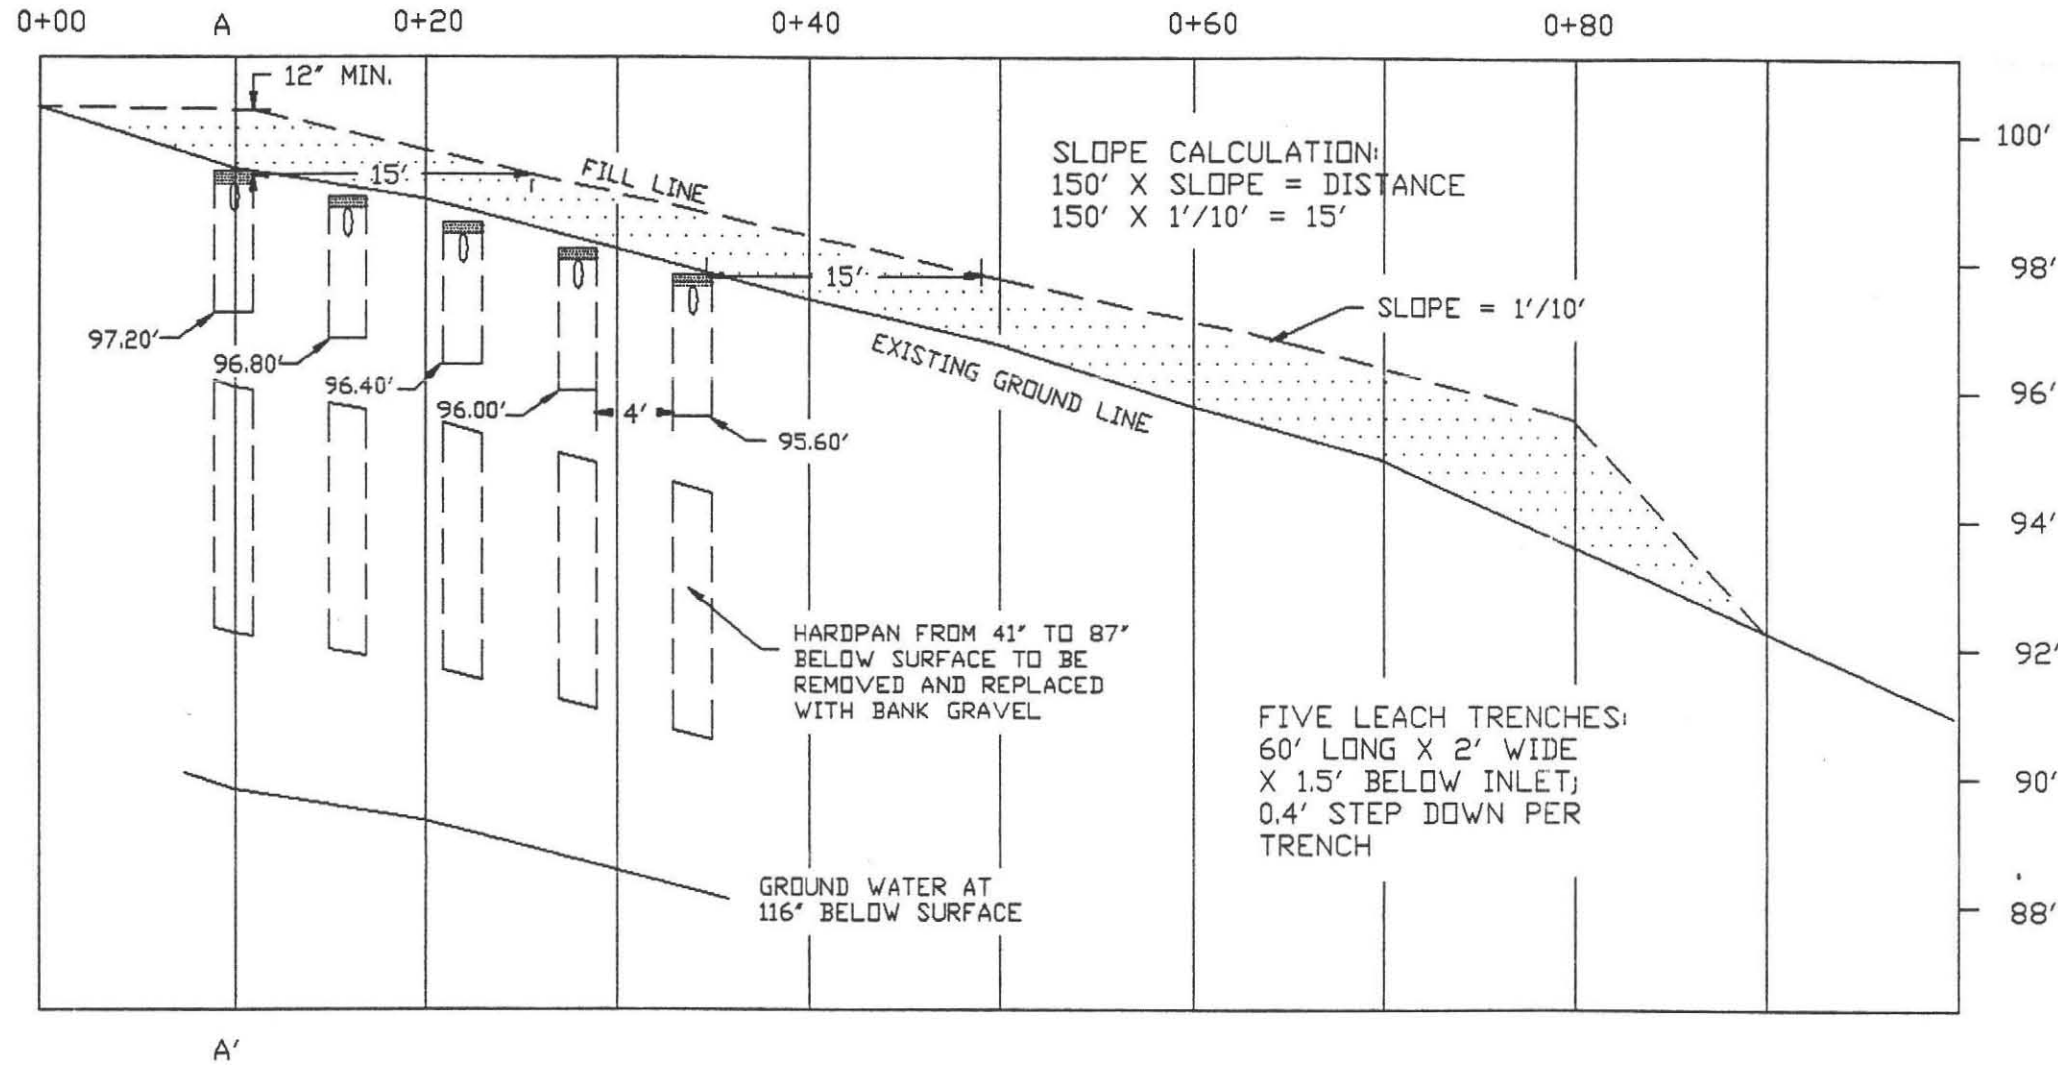 0+00 A 0+20 0+40 0+60 0+80
12" MIN.
100'
SLOPE CALCULATION:
150' X SLOPE = DISTANCE
150' X 1'/10' = 15'
15'
FILL LINE
98'
15'
SLOPE = 1'/10'
97.20'
96.80'
96.40'
96.00'
4'
95.60'
EXISTING GROUND LINE
96'
94'
HARDPAN FROM 41" TO 87"
BELOW SURFACE TO BE
REMOVED AND REPLACED
WITH BANK GRAVEL
92'
FIVE LEACH TRENCHES:
60' LONG X 2' WIDE
X 1.5' BELOW INLET;
0.4' STEP DOWN PER
TRENCH
90'
GROUND WATER AT
116" BELOW SURFACE
88'
A'